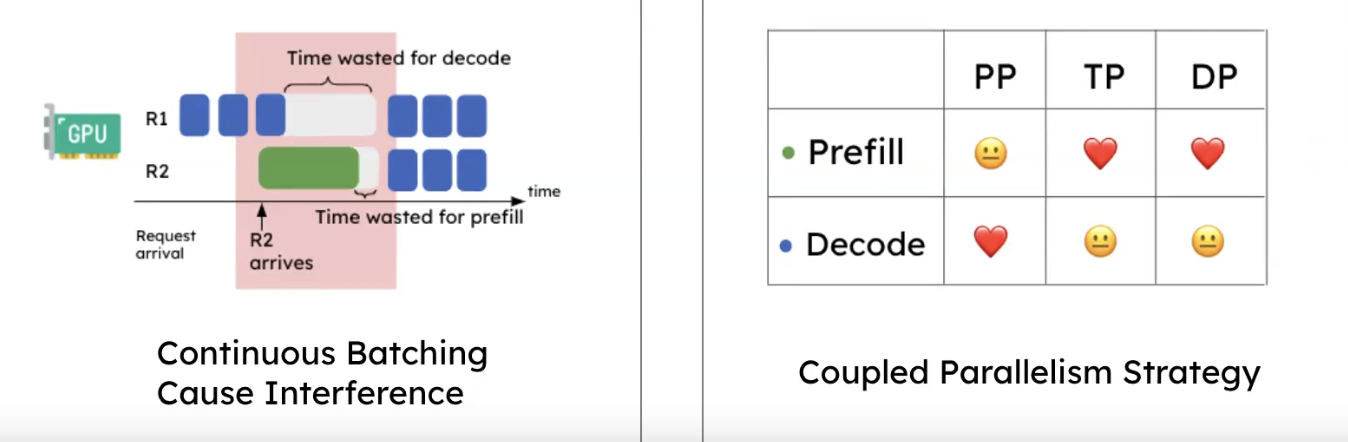 Time wasted for decode
GPU
R1
R2
time
Time wasted for prefill
Request
arrival
R2
arrives
Continuous Batching
Cause Interference
PP TP DP
Prefill 😐 ❤️ ❤️
Decode ❤️ 😐 😐
Coupled Parallelism Strategy